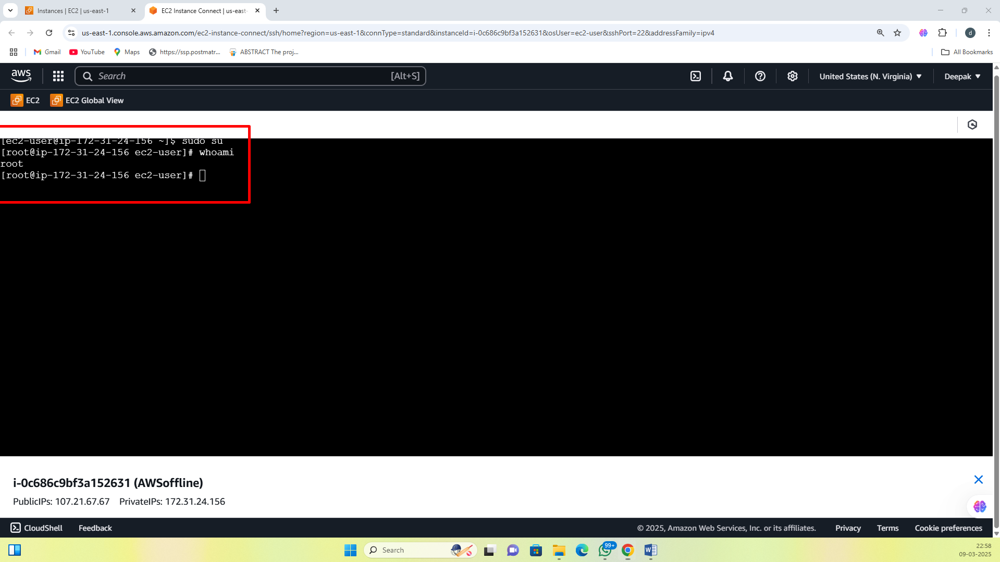 Instances | EC2 | us-east-1
EC2 Instance Connect | us-east-
us-east-1.console.aws.amazon.com/ec2-instance-connect/ssh/home?region=us-east-1&connType=standard&instanceId=i-0c686c9bf3a152631&osUser=ec2-user&sshPort=22&addressFamily=ipv4
d
Gmail
YouTube
Maps
https://ssp.postmatr...
ABSTRACT The proj...
All Bookmarks
aws
Search
[Alt+S]
United States (N. Virginia)
Deepak
EC2
EC2 Global View
[ec2-user@ip-172-31-24-156 ~]$ sudo su
[root@ip-172-31-24-156 ec2-user]# whoami
root
[root@ip-172-31-24-156 ec2-user]#
i-0c686c9bf3a152631 (AWSoffline)
PublicIPs: 107.21.67.67 PrivateIPs: 172.31.24.156
CloudShell
Feedback
© 2025, Amazon Web Services, Inc. or its affiliates.
Privacy
Terms
Cookie preferences
Search
99+
W
22:58
09-03-2025